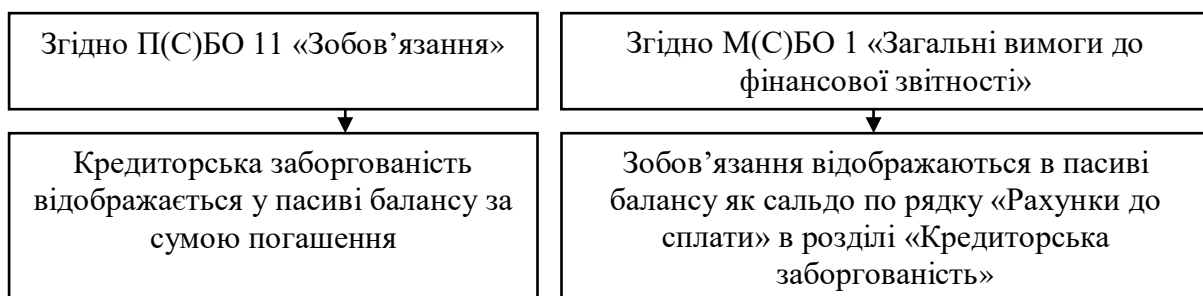 Згідно П(С)БО 11 «Зобов’язання»
Згідно М(С)БО 1 «Загальні вимоги до
фінансової звітності»
Кредиторська заборгованість
відображається у пасиві балансу за
сумою погашення
Зобов’язання відображаються в пасиві
балансу як сальдо по рядку «Рахунки до
сплати» в розділі «Кредиторська
заборгованість»